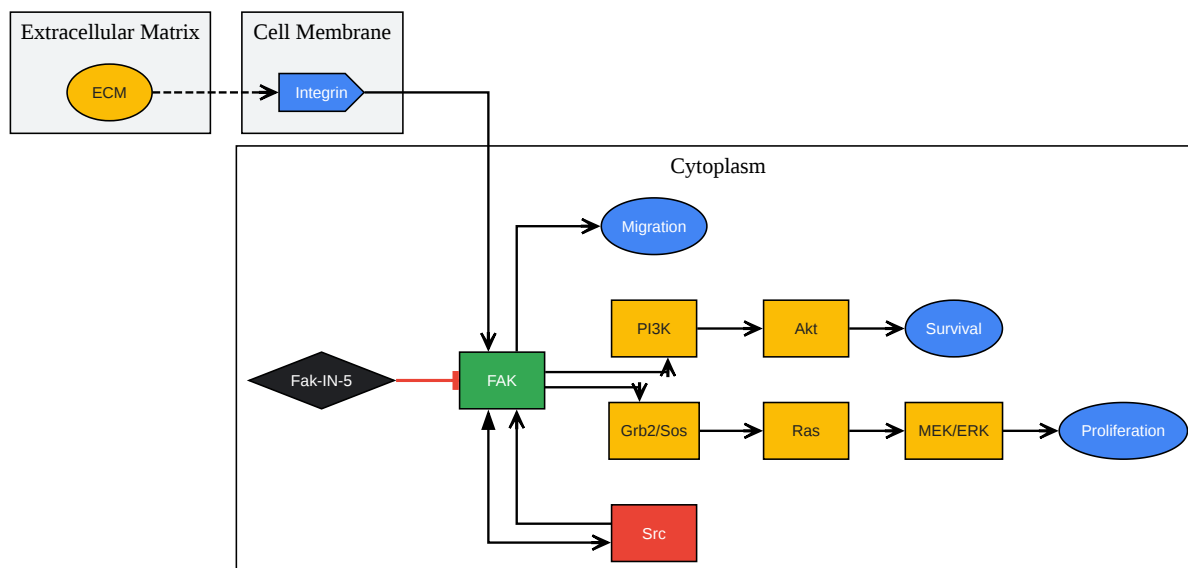 Extracellular Matrix
Cell Membrane
ECM
Integrin
Cytoplasm
Migration
PI3K
Akt
Survival
Fak-IN-5
FAK
Grb2/Sos
Ras
MEK/ERK
Proliferation
Src